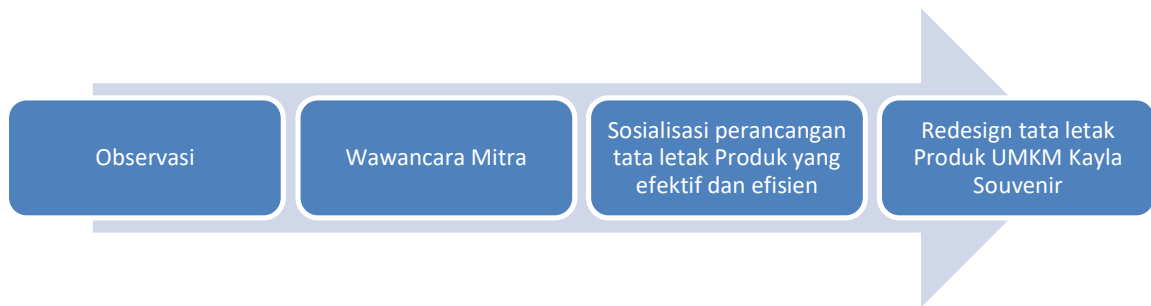 Observasi
Wawancara Mitra
Sosialisasi perancangan
tata letak Produk yang
efektif dan efisien
Redesign tata letak
Produk UMKM Kayla
Souvenir